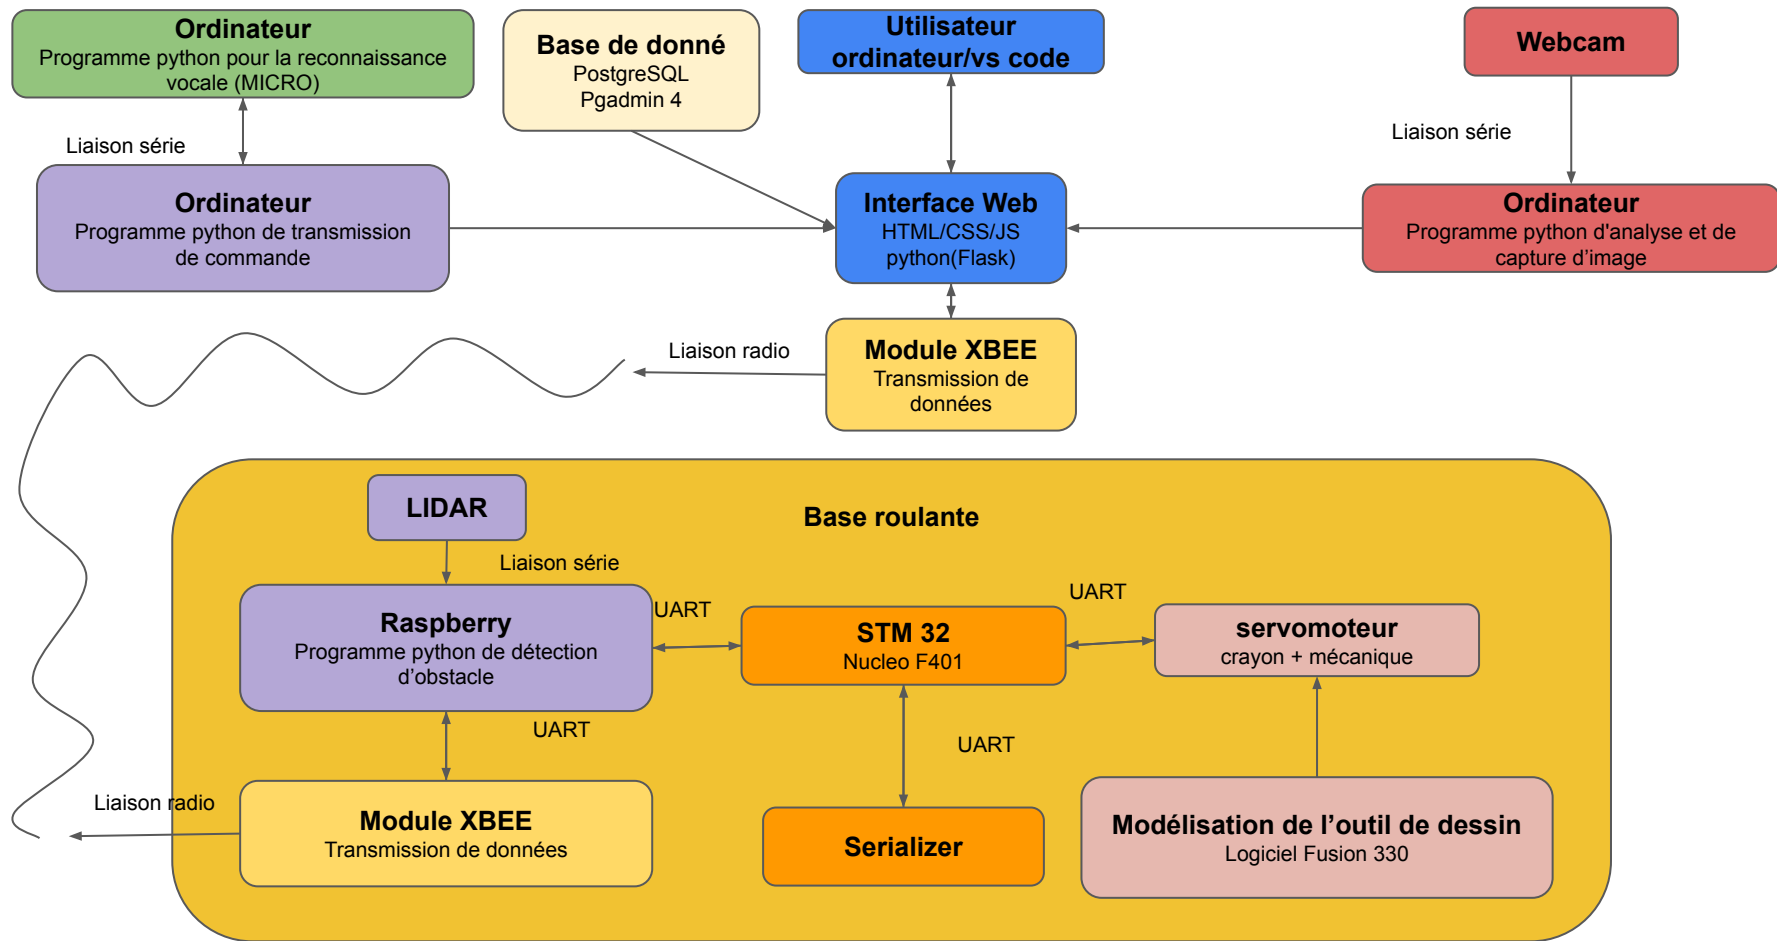 Ordinateur
Programme python pour la reconnaissance
vocale (MICRO)
Base de donné
PostgreSQL
Pgadmin 4
Utilisateur
ordinateur/vs code
Webcam
Liaison série
Liaison série
Ordinateur
Programme python de transmission
de commande
Interface Web
HTML/CSS/JS
python(Flask)
Ordinateur
Programme python d'analyse et de
capture d’image
Liaison radio
Module XBEE
Transmission de
données
Base roulante
LIDAR
Liaison série
Raspberry
Programme python de détection
d’obstacle
UART
STM 32
Nucleo F401
UART
servomoteur
crayon + mécanique
UART
UART
Liaison radio
Module XBEE
Transmission de données
Serializer
Modélisation de l’outil de dessin
Logiciel Fusion 330